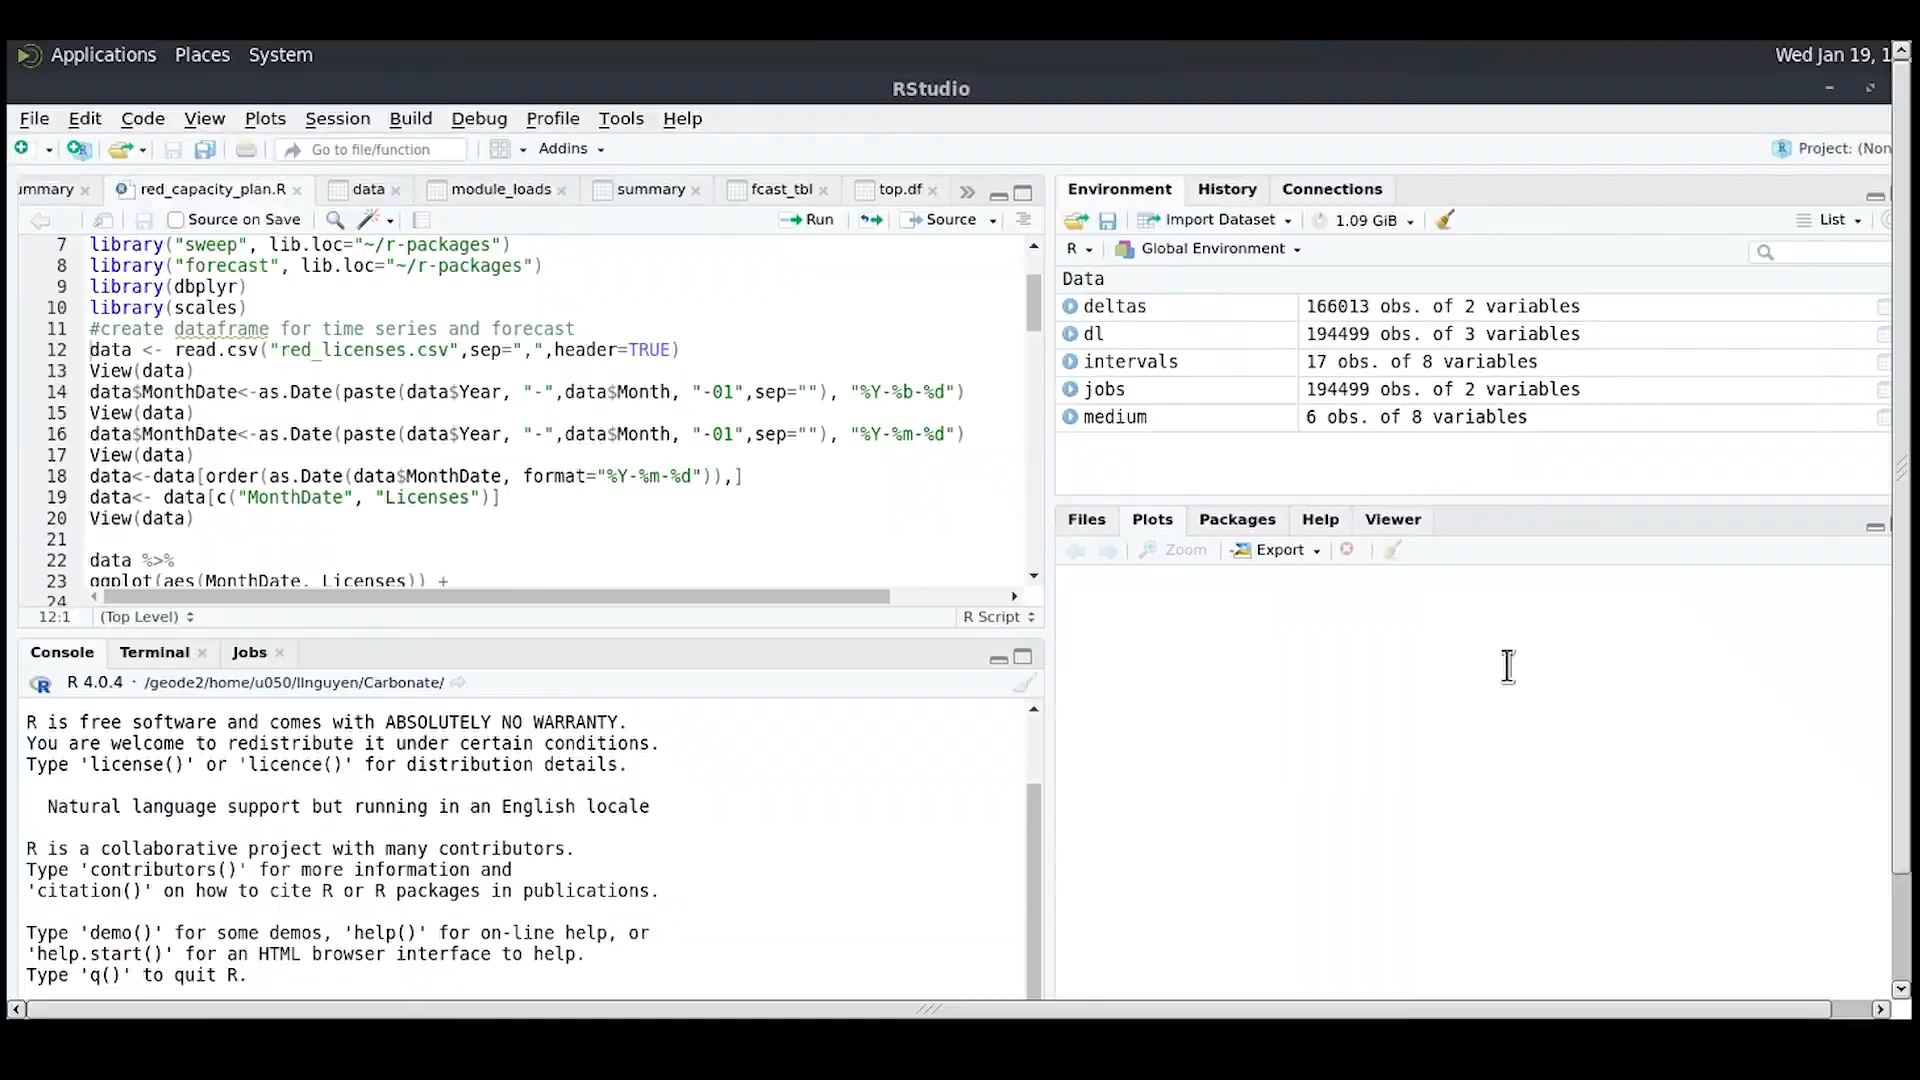 Applications Places System
Wed Jan 19, 1
RStudio
File Edit Code View Plots Session Build Debug Profile Tools Help
Go to file/function
Addins
Project: (Non
ummary
red_capacity_plan.R
data
module_loads
summary
fcast_tbl
top.df
Source on Save
Run
Source
7 library("sweep", lib.loc="~/r-packages")
8 library("forecast", lib.loc="~/r-packages")
9 library(dbplyr)
10 library(scales)
11 #create dataframe for time series and forecast
12 data <- read.csv("red_licenses.csv",sep=",",header=TRUE)
13 View(data)
14 data$MonthDate<-as.Date(paste(data$Year, "-",data$Month, "-01",sep=""), "%Y-%b-%d")
15 View(data)
16 data$MonthDate<-as.Date(paste(data$Year, "-",data$Month, "-01",sep=""), "%Y-%m-%d")
17 View(data)
18 data<-data[order(as.Date(data$MonthDate, format="%Y-%m-%d")),]
19 data<- data[c("MonthDate", "Licenses")]
20 View(data)
21
22 data %>%
23 ggplot(aes(MonthDate, Licenses)) +
24
12:1 (Top Level)
R Script
Console Terminal Jobs
R 4.0.4 · /geode2/home/u050/llnguyen/Carbonate/
R is free software and comes with ABSOLUTELY NO WARRANTY.
You are welcome to redistribute it under certain conditions.
Type 'license()' or 'licence()' for distribution details.
Natural language support but running in an English locale
R is a collaborative project with many contributors.
Type 'contributors()' for more information and
'citation()' on how to cite R or R packages in publications.
Type 'demo()' for some demos, 'help()' for on-line help, or
'help.start()' for an HTML browser interface to help.
Type 'q()' to quit R.
Environment History Connections
Import Dataset 1.09 GiB List
R Global Environment
Data
deltas 166013 obs. of 2 variables
dl 194499 obs. of 3 variables
intervals 17 obs. of 8 variables
jobs 194499 obs. of 2 variables
medium 6 obs. of 8 variables
Files Plots Packages Help Viewer
Zoom Export